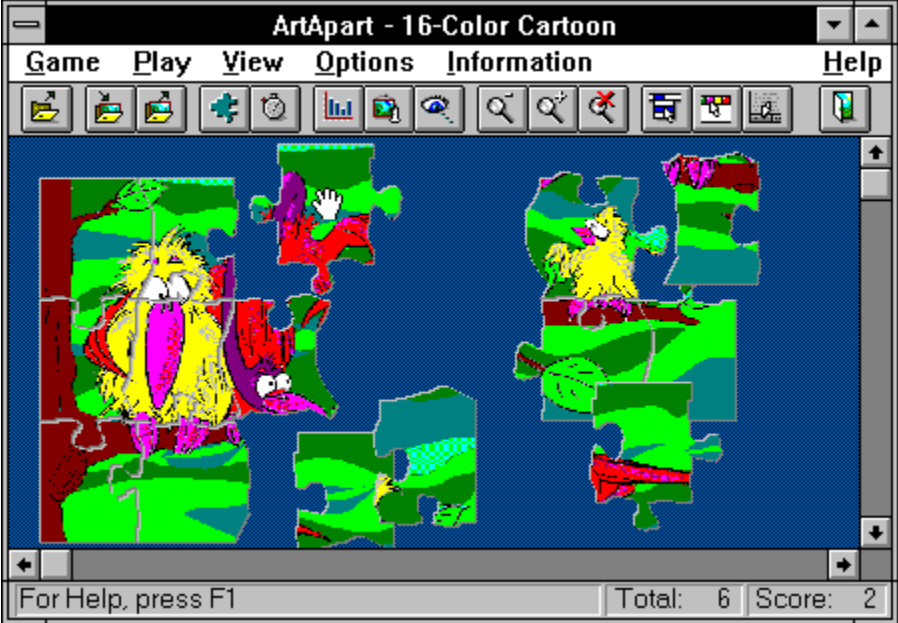 ArtApart - 16-Color Cartoon
Game Play View Options Information Help
For Help, press F1 Total: 6 Score: 2